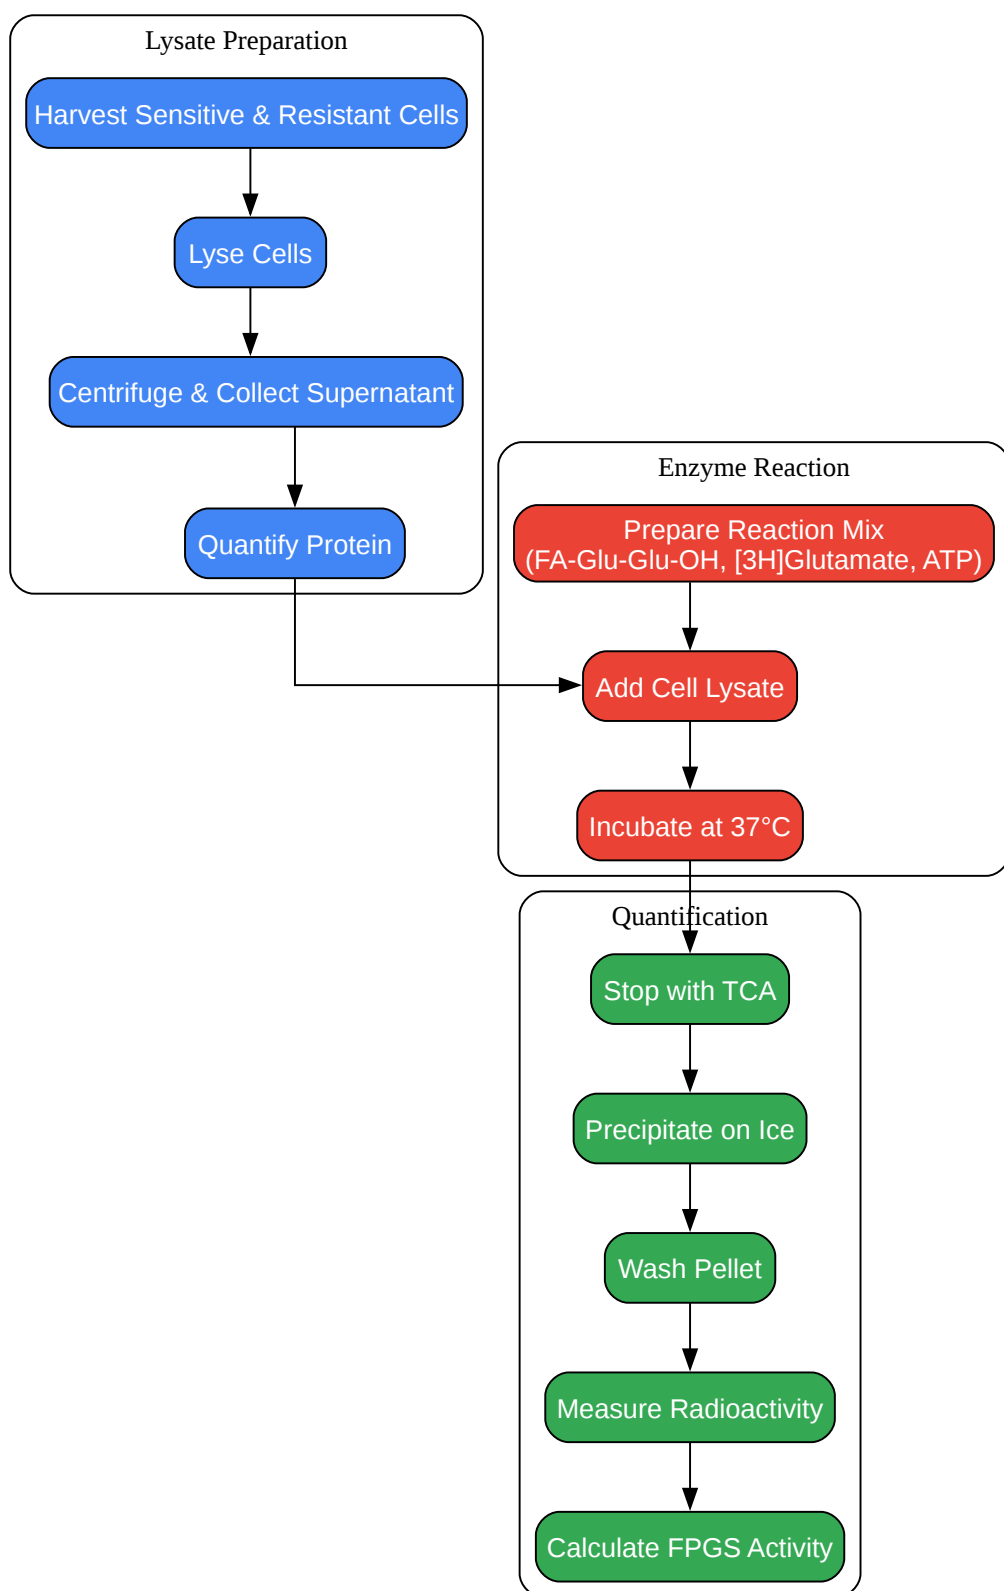 Lysate Preparation
Harvest Sensitive & Resistant Cells
Lyse Cells
Centrifuge & Collect Supernatant
Quantify Protein
Enzyme Reaction
Prepare Reaction Mix
(FA-Glu-Glu-OH, [3H]Glutamate, ATP)
Add Cell Lysate
Incubate at 37°C
Quantification
Stop with TCA
Precipitate on Ice
Wash Pellet
Measure Radioactivity
Calculate FPGS Activity